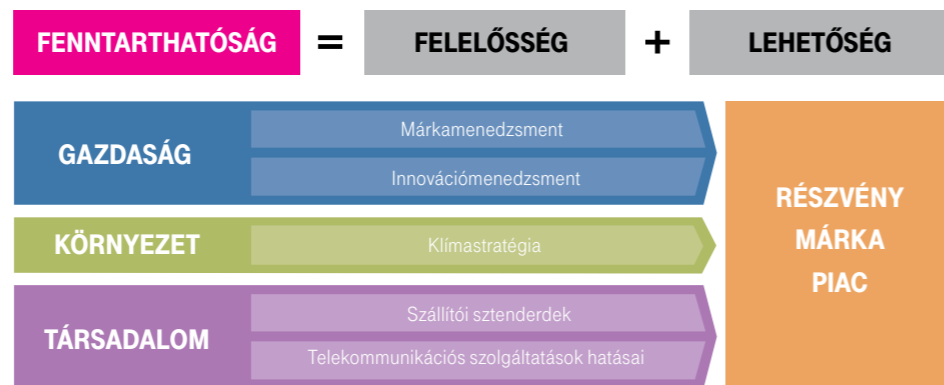 FENNTARTHATÓSÁG = FELELŐSSÉG + LEHETŐSÉG
GAZDASÁG
Márkamenedzsment
Innovációmenedzsment
KÖRNYEZET
Klímastratégia
TÁRSADALOM
Szállítói sztenderdek
Telekommunikációs szolgáltatások hatásai
RÉSZVÉNY
MÁRKA
PIAC